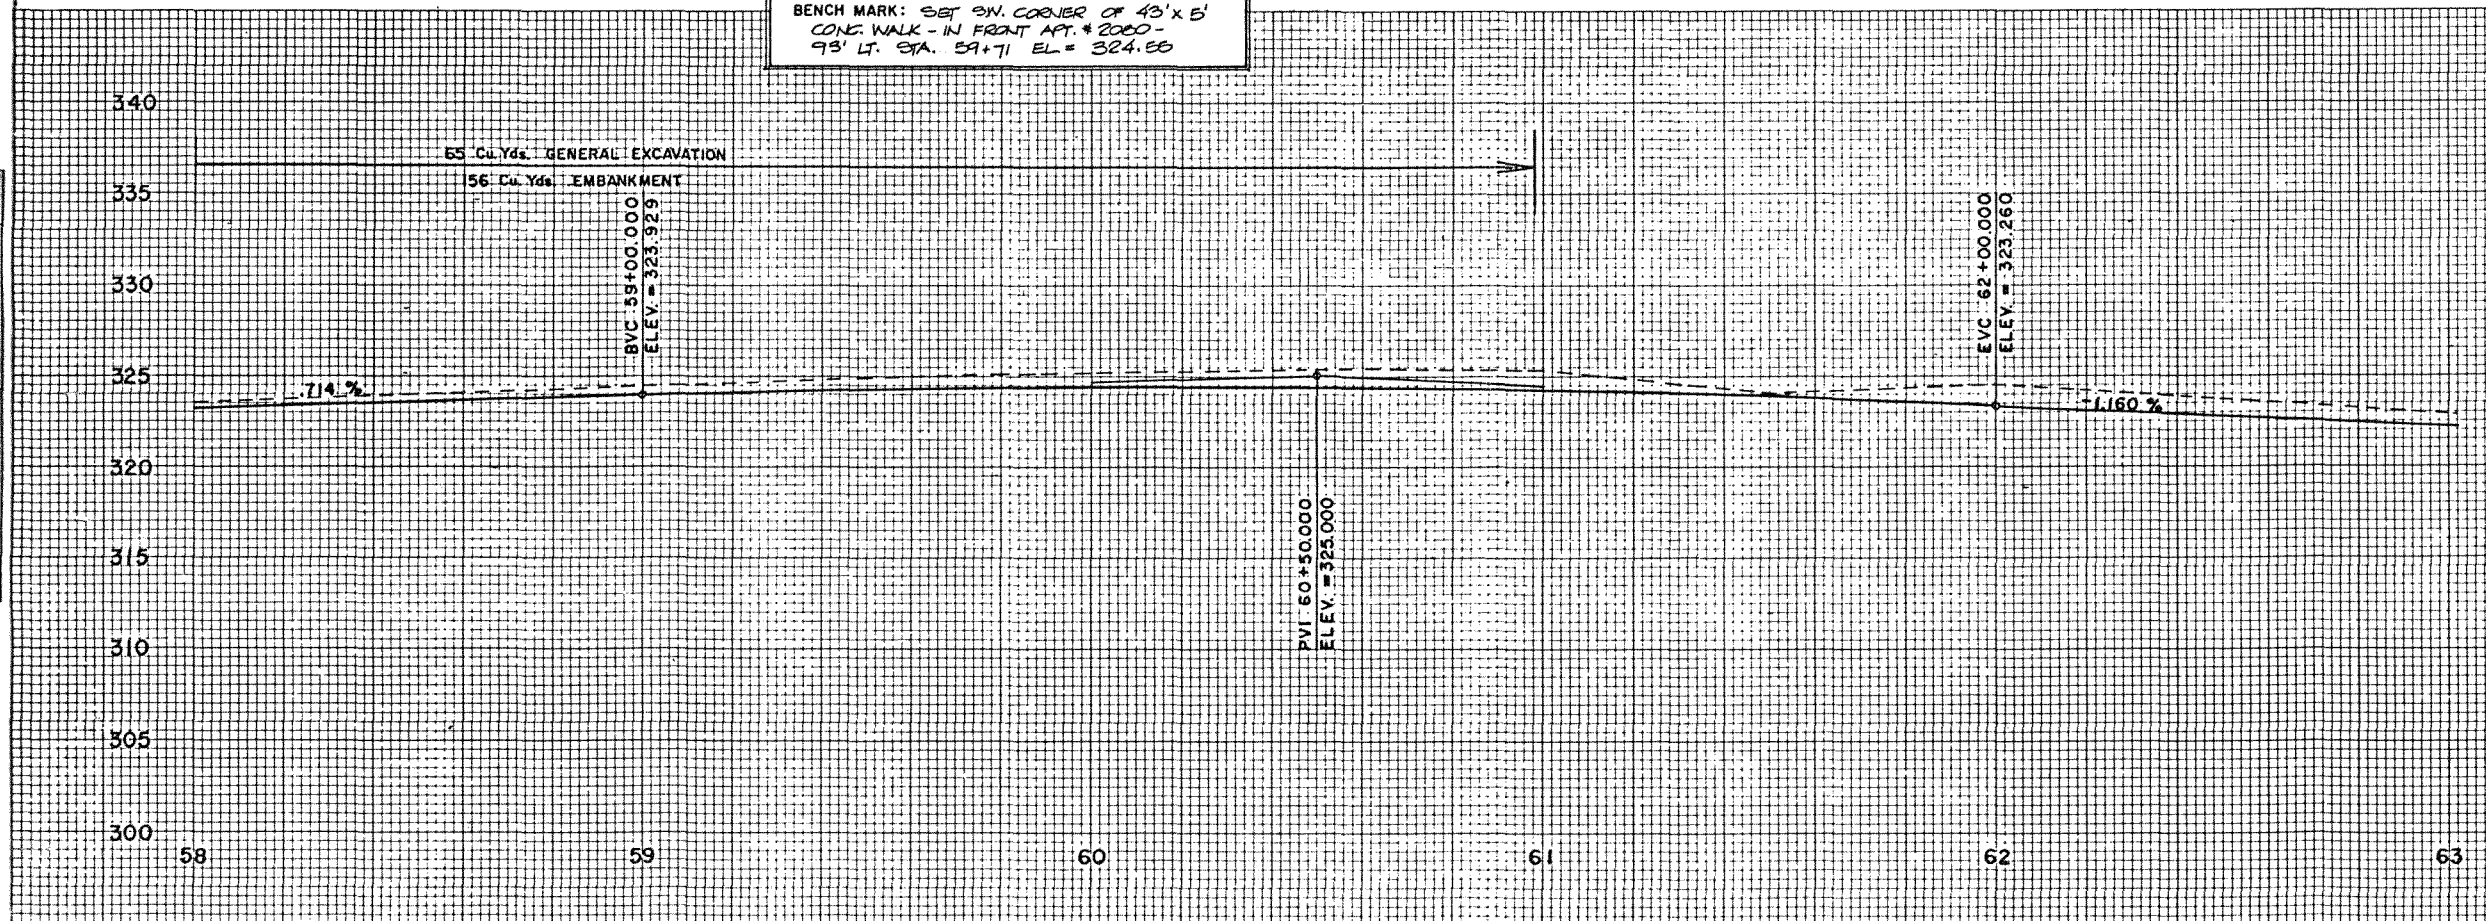 BENCH MARK: SET SW. CORNER OF 43' x 5'
CONC. WALK - IN FRONT APT. # 2060 -
93' LT. STA. 59+71 EL = 324.56
340
65 Cu. Yds. GENERAL EXCAVATION
156 Cu. Yds. EMBANKMENT
335
BVC 59+00.000
ELEV. = 323.929
EVC 62+00.000
ELEV. = 323.260
330
325
.714 %
-1.160 %
320
PVI 60+50.000
ELEV. = 325.000
315
310
305
300
58
59
60
61
62
63